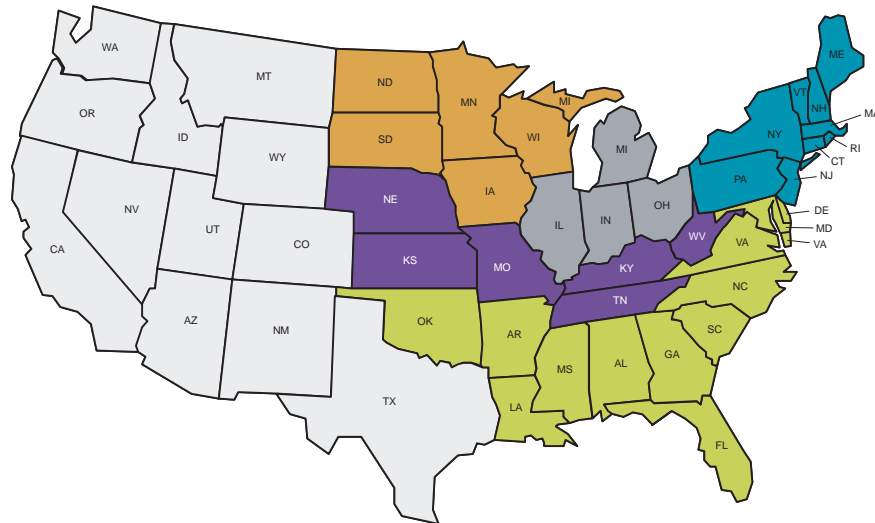 WA
ME
MT
ND
VT
MN
MI
NH
MA
OR
NY
ID
SD
WI
RI
MI
WY
CT
NJ
PA
IA
NE
OH
NV
IL
IN
DE
UT
MD
CO
WV
VA
VA
CA
KS
MO
KY
NC
TN
AZ
OK
NM
AR
SC
GA
MS
AL
TX
LA
FL